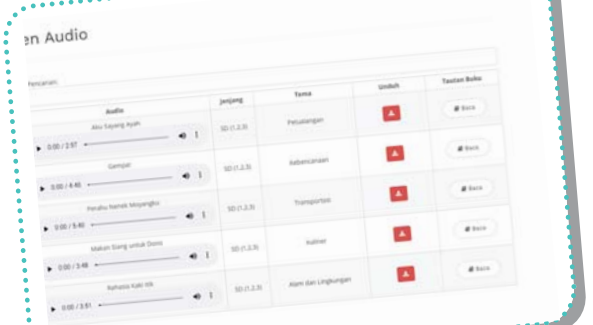 en Audio
Pencarian:
Audio Jenjang Tema Unduh Tautan Buku
Aku Sayang Ayah
0:00 / 2:57 SD (1,2,3) Petualangan Baca
Gempa!
0:00 / 4:46 SD (1,2,3) Kebencanaan Baca
Perahu Nenek Moyangku
0:00 / 5:40 SD (1,2,3) Transportasi Baca
Makan Siang untuk Donis
0:00 / 3:48 SD (1,2,3) Kuliner Baca
Rahasia Kaki Itik
0:00 / 3:51 SD (1,2,3) Alam dan Lingkungan Baca